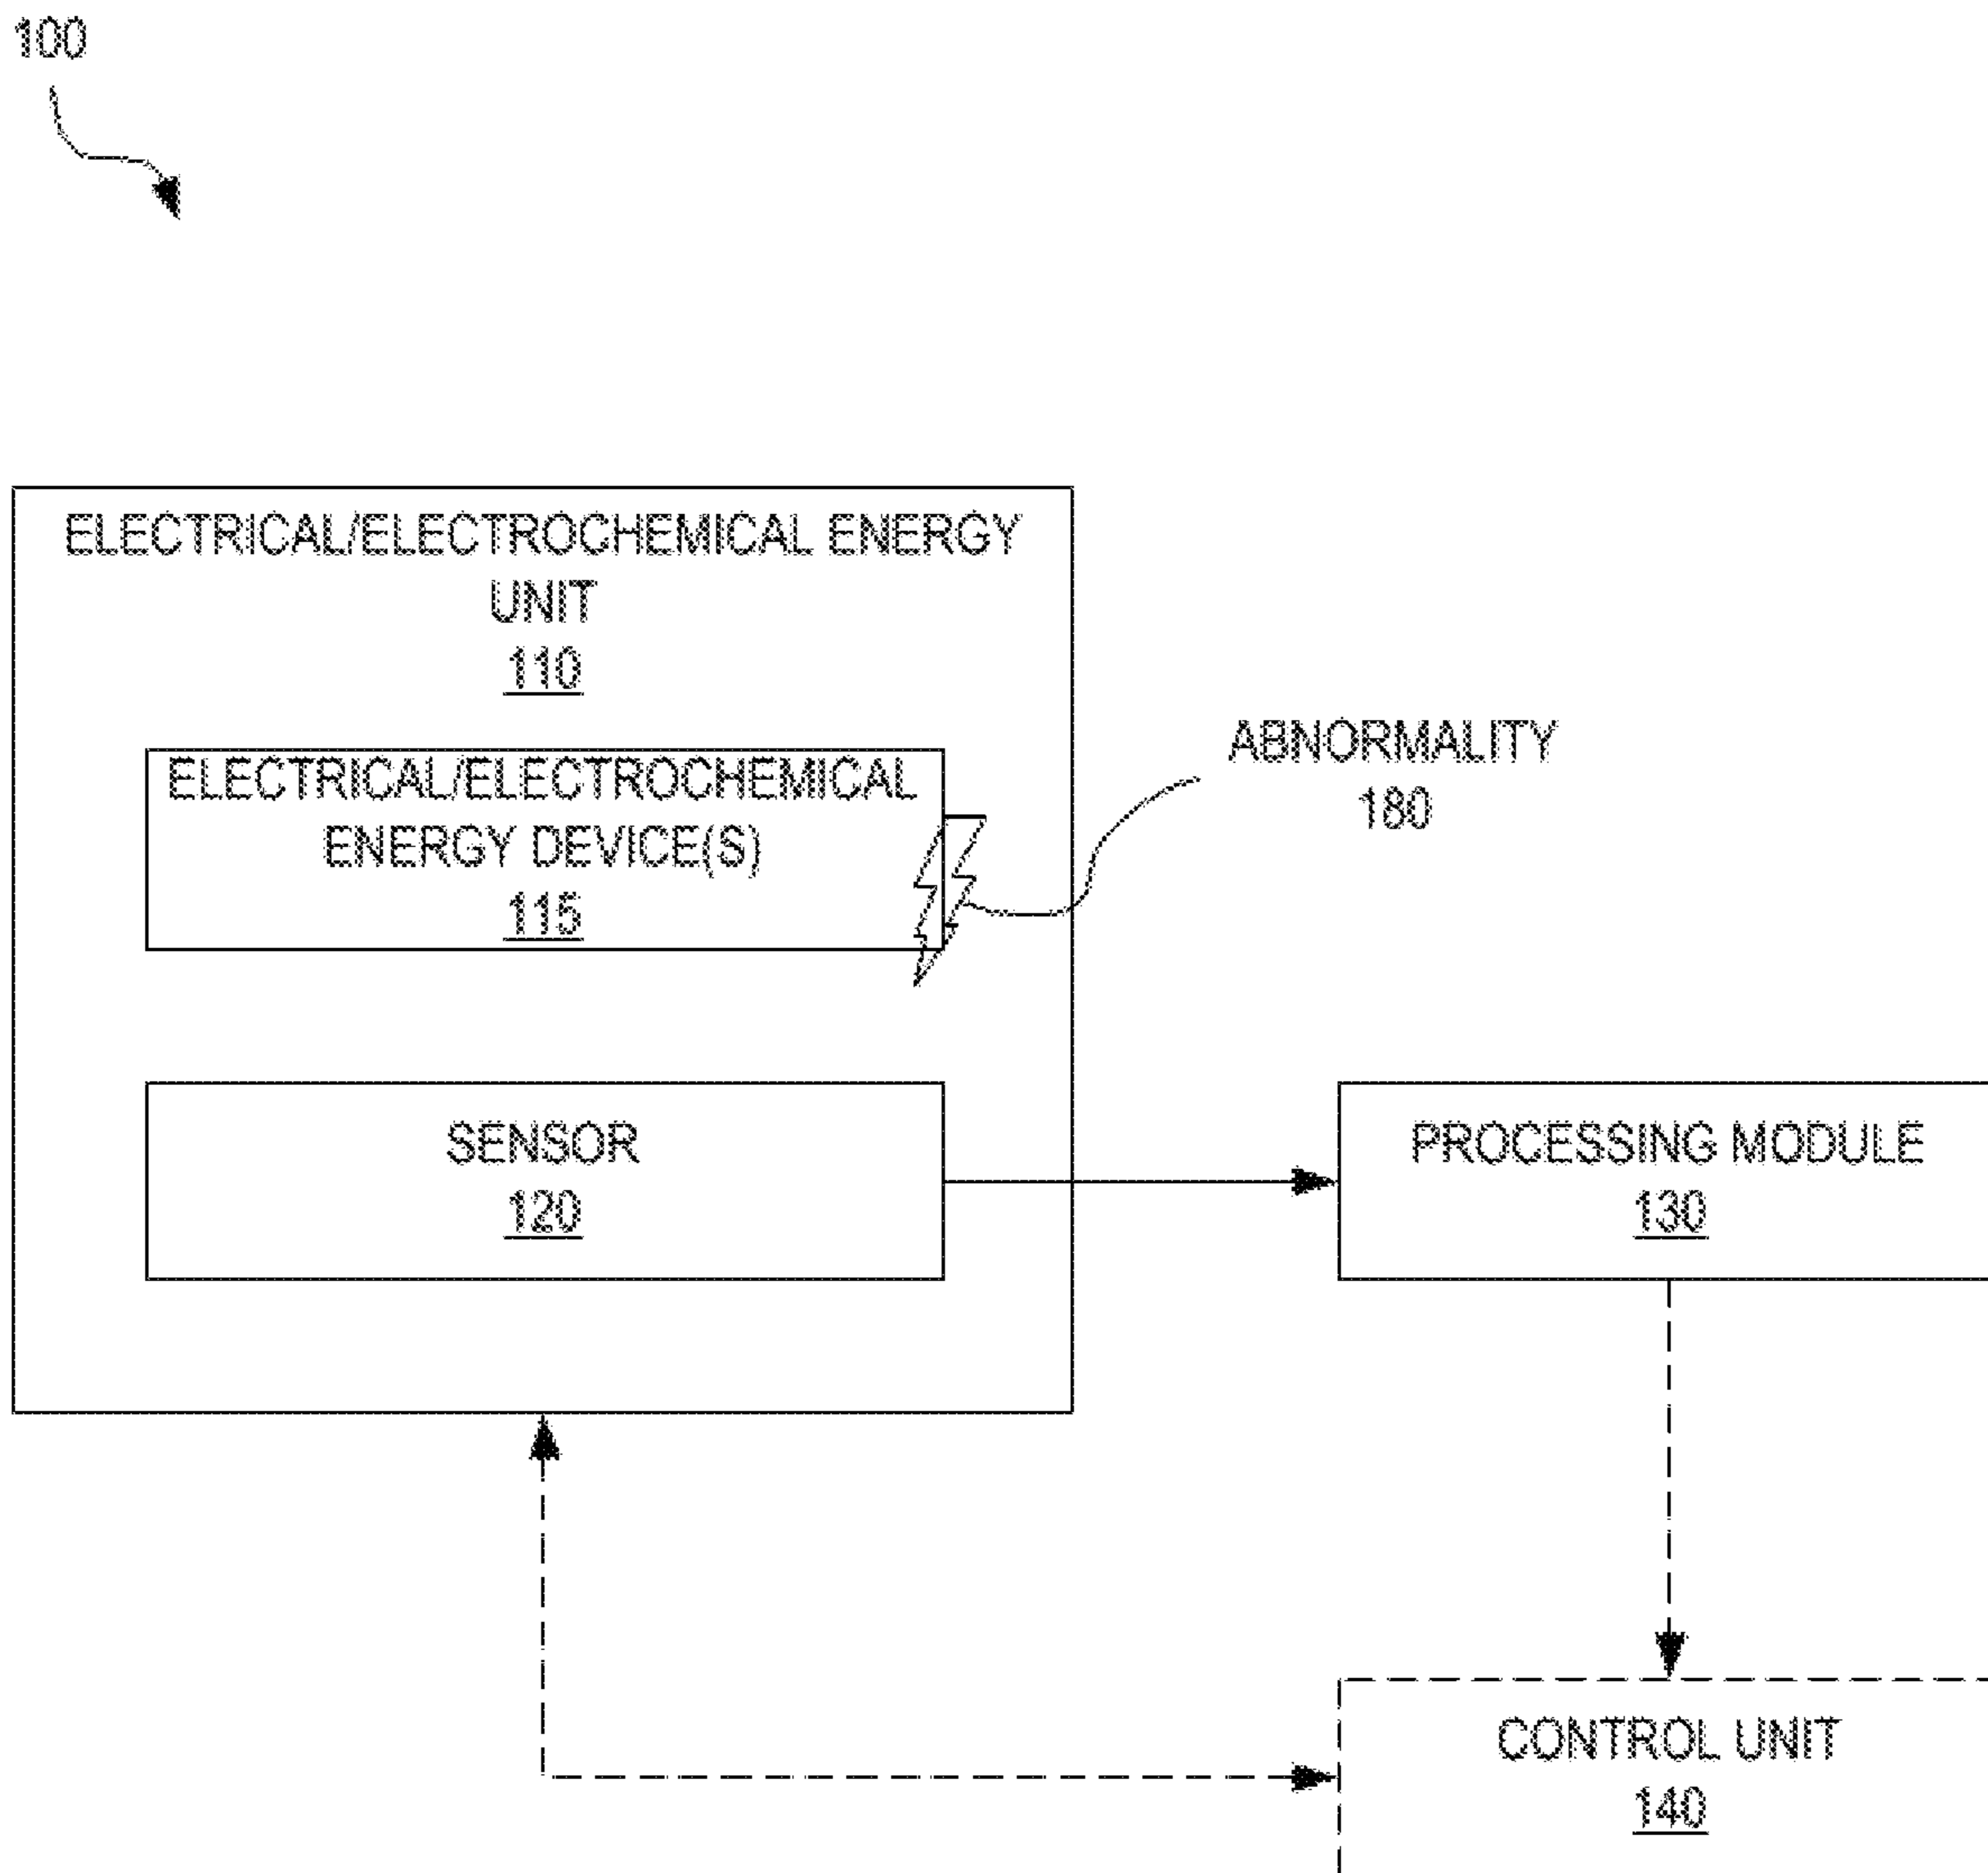 100
ELECTRICAL/ELECTROCHEMICAL ENERGY
UNIT
110
ELECTRICAL/ELECTROCHEMICAL
ENERGY DEVICE(S)
115
ABNORMALITY
180
SENSOR
120
PROCESSING MODULE
130
CONTROL UNIT
140